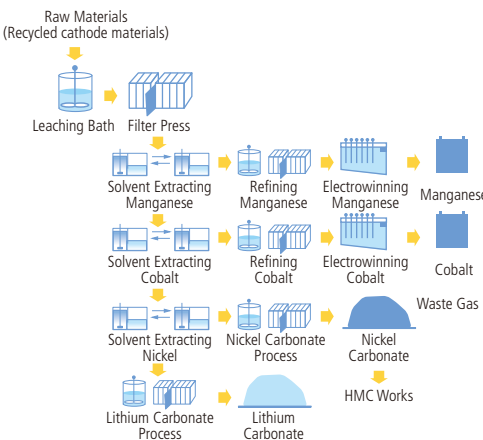 Raw Materials
(Recycled cathode materials)
Leaching Bath
Filter Press
Solvent Extracting
Manganese
Refining
Manganese
Electrowinning
Manganese
Manganese
Solvent Extracting
Cobalt
Refining
Cobalt
Electrowinning
Cobalt
Cobalt
Waste Gas
Solvent Extracting
Nickel
Nickel Carbonate
Process
Nickel
Carbonate
HMC Works
Lithium Carbonate
Process
Lithium
Carbonate